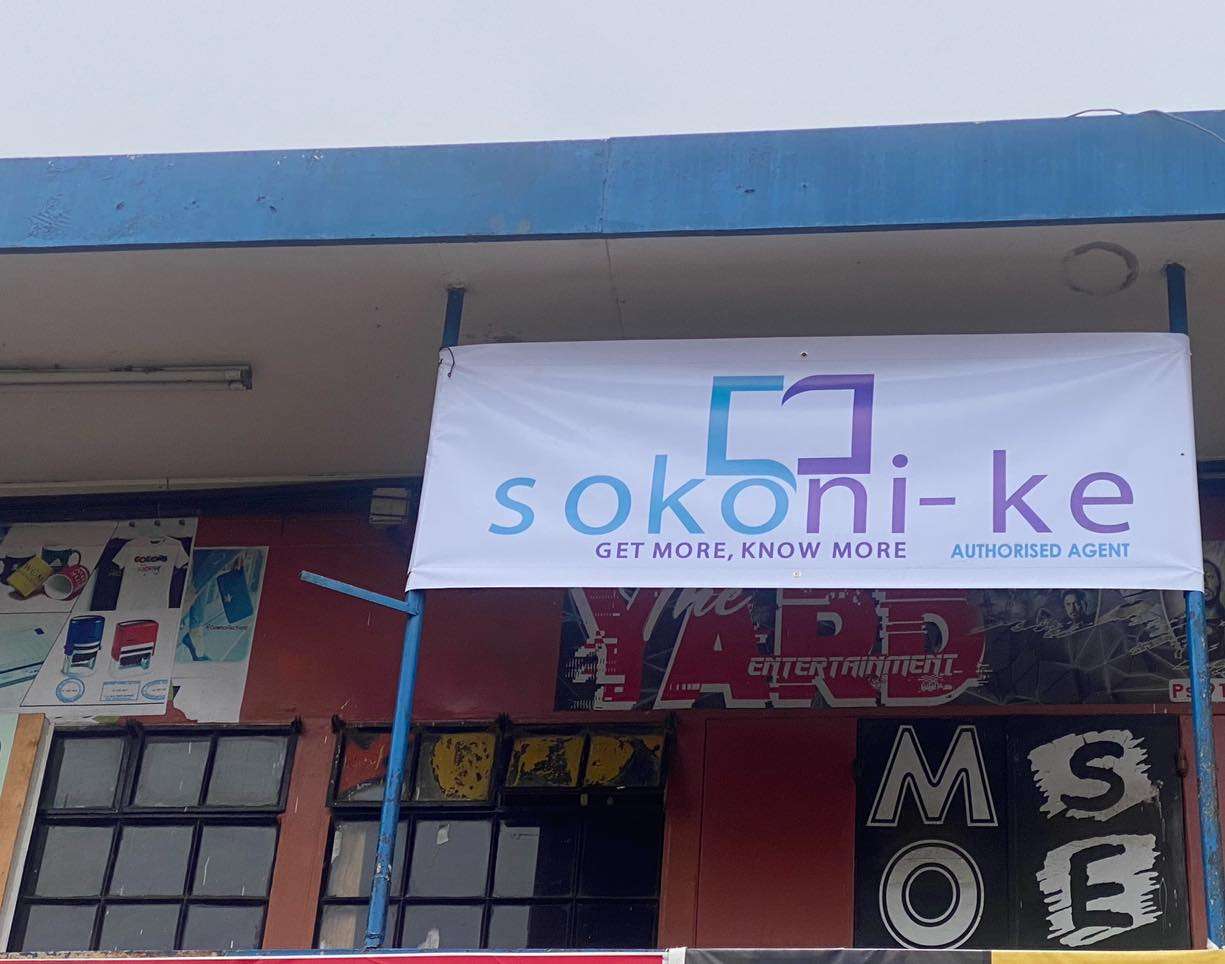 sokoni-ke
GET MORE, KNOW MORE
AUTHORISED AGENT
The
YARD
ENTERTAINMENT
M
O
S
E